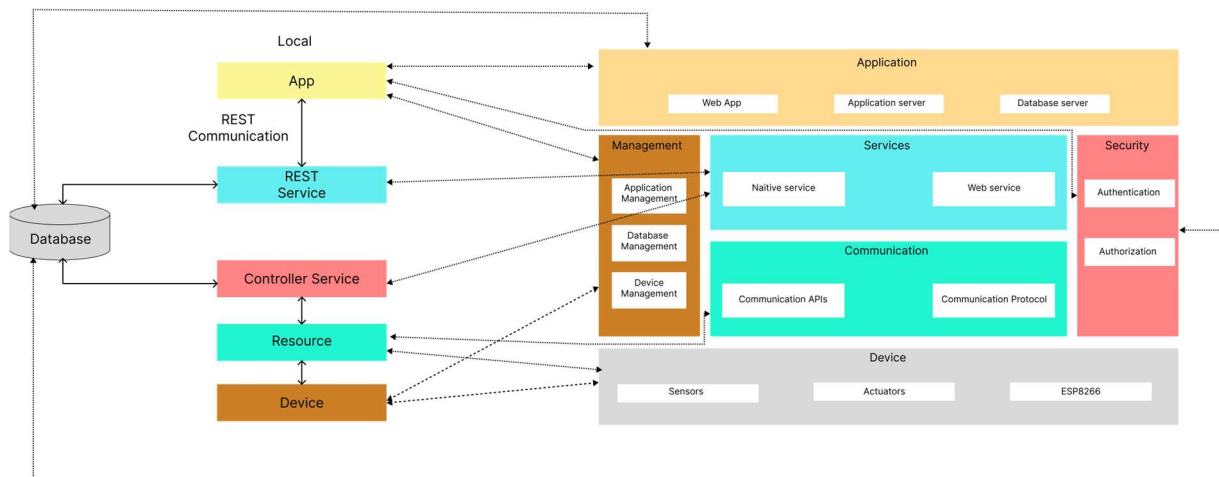 Local
App
REST
Communication
REST
Service
Database
Controller Service
Resource
Device
Application
Web App
Application server
Database server
Management
Application
Management
Database
Management
Device
Management
Services
Naitive service
Web service
Communication
Communication APIs
Communication Protocol
Security
Authentication
Authorization
Device
Sensors
Actuators
ESP8266